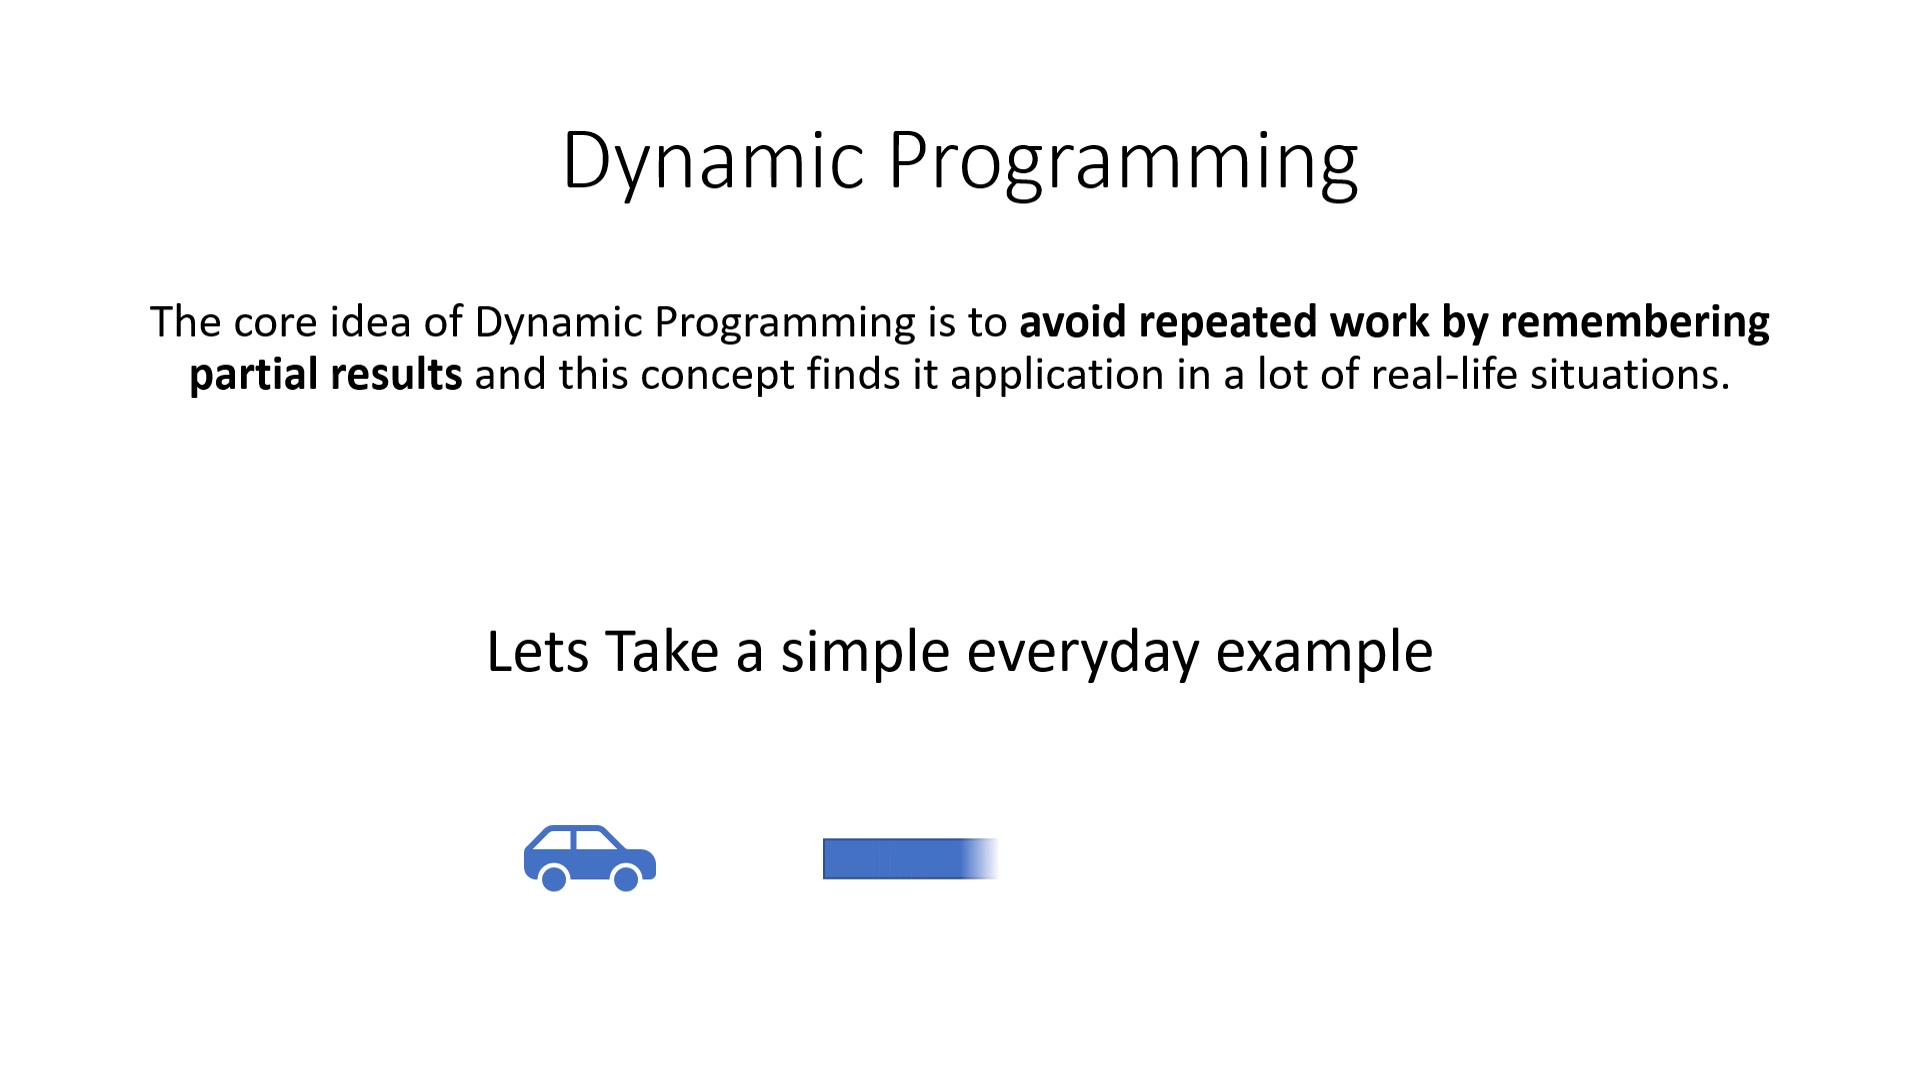 Dynamic Programming
The core idea of Dynamic Programming is to avoid repeated work by remembering
partial results and this concept finds it application in a lot of real-life situations.
Lets Take a simple everyday example